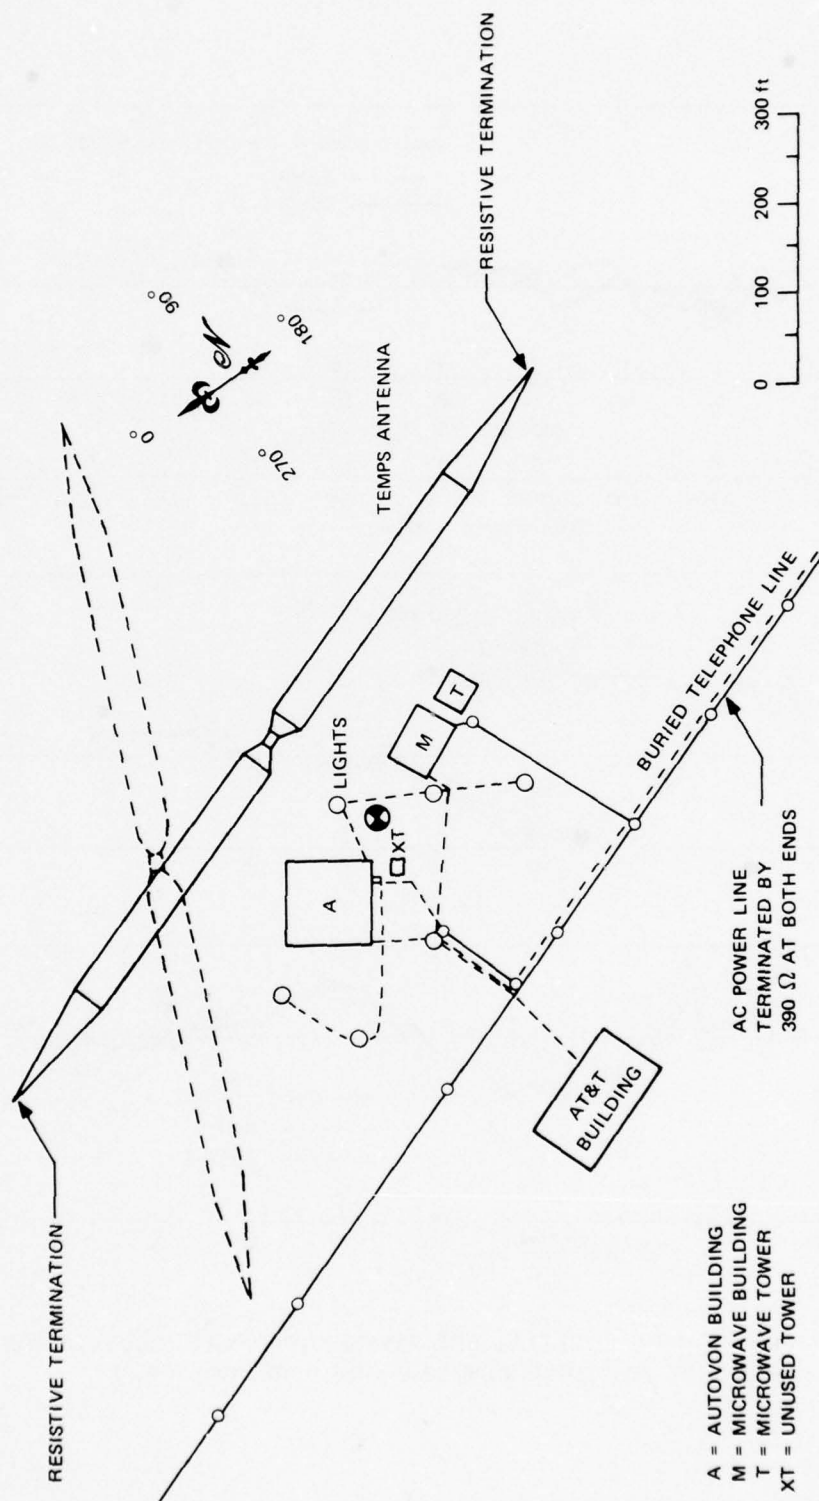 RESISTIVE TERMINATION
90°
0°
N
180°
270°
TEMPS ANTENNA
RESISTIVE TERMINATION
LIGHTS
A
XT
M
T
BURIED TELEPHONE LINE
AT&T
BUILDING
AC POWER LINE
TERMINATED BY
390 Ω AT BOTH ENDS
A = AUTOVON BUILDING
M = MICROWAVE BUILDING
T = MICROWAVE TOWER
XT = UNUSED TOWER
0 100 200 300 ft